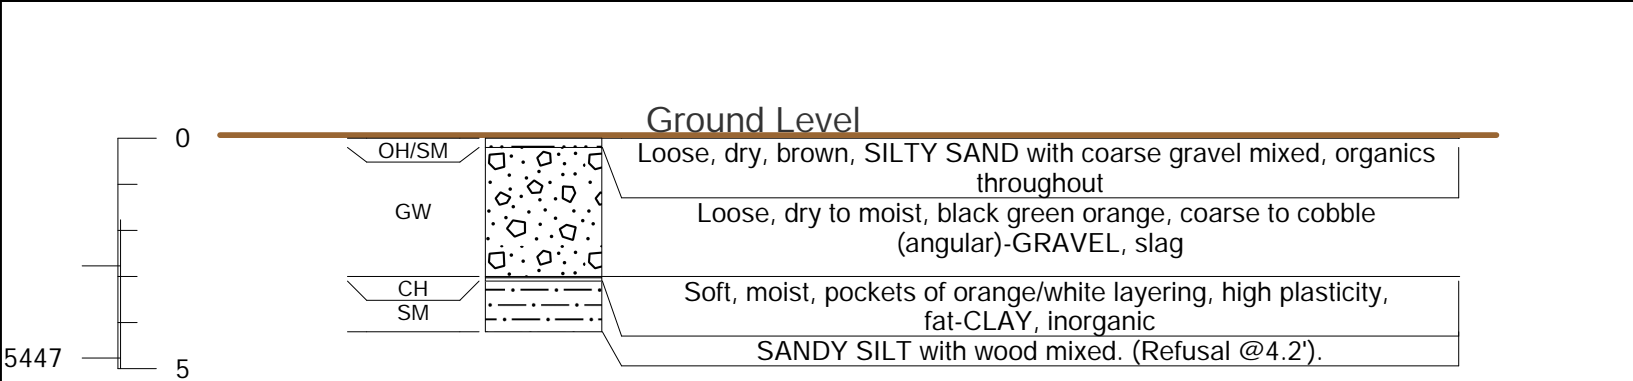 Ground Level
0
OH/SM
Loose, dry, brown, SILTY SAND with coarse gravel mixed, organics
throughout
GW
Loose, dry to moist, black green orange, coarse to cobble
(angular)-GRAVEL, slag
CH
Soft, moist, pockets of orange/white layering, high plasticity,
fat-CLAY, inorganic
SM
SANDY SILT with wood mixed. (Refusal @4.2').
5447
5